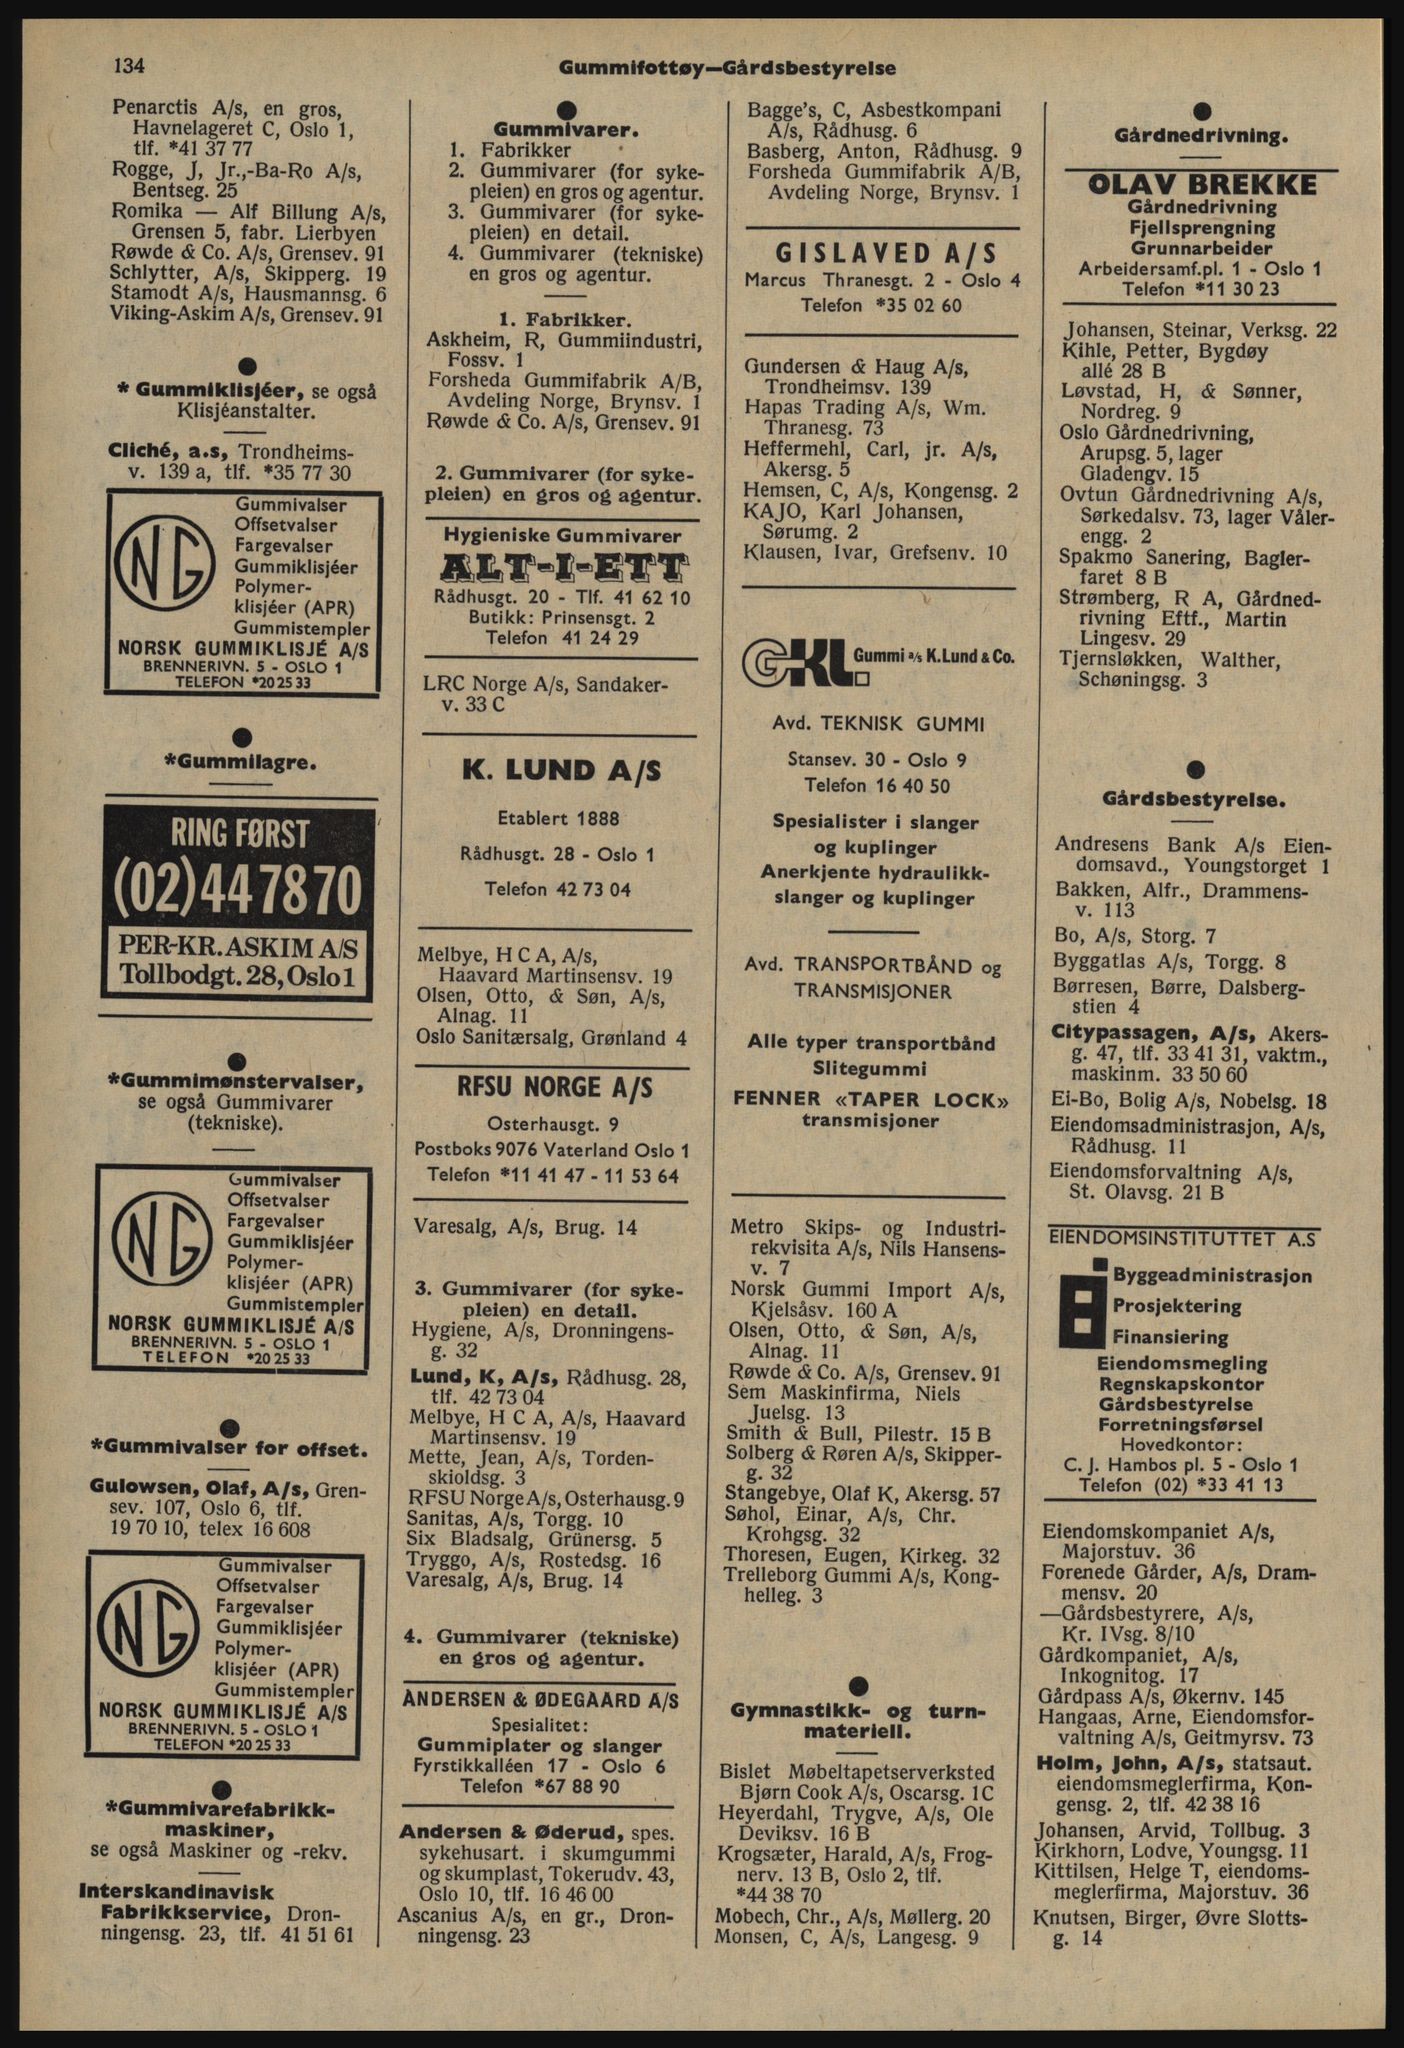 134
Gummifottøy—Gårdsbestyrelse
Penarctis A/s, en gros,
Havnelageret C, Oslo 1,
tlf. *41 37 77
Rogge, J, Jr.,-Ba-Ro A/s,
Bentseg. 25
Romika — Alf Billung A/s,
Grensen 5, fabr. Lierbyen
Røwde & Co. A/s, Grensev. 91
Schlytter, A/s, Skipperg. 19
Stamodt A/s, Hausmannsg. 6
Viking-Askim A/s, Grensev. 91
* Gummiklisjéer, se også
Klisjéanstalter.
Cliché, a.s, Trondheims-
v. 139 a, tlf. *35 77 30
NG
Gummivalser
Offsetvalser
Fargevalser
Gummiklisjéer
Polymer-
klisjéer (APR)
Gummistempler
NORSK GUMMIKLISJÉ A/S
BRENNERIVN. 5 - OSLO 1
TELEFON *20 25 33
*Gummilagre.
RING FØRST
(02) 44 78 70
PER-KR. ASKIM A/S
Tollbodgt. 28, Oslo 1
*Gummimønstervalser,
se også Gummivarer
(tekniske).
NG
Gummivalser
Offsetvalser
Fargevalser
Gummiklisjéer
Polymer-
klisjéer (APR)
Gummistempler
NORSK GUMMIKLISJÉ A/S
BRENNERIVN. 5 - OSLO 1
TELEFON *20 25 33
*Gummivalser for offset.
Gulowsen, Olaf, A/s, Gren-
sev. 107, Oslo 6, tlf.
19 70 10, telex 16 608
NG
Gummivalser
Offsetvalser
Fargevalser
Gummiklisjéer
Polymer-
klisjéer (APR)
Gummistempler
NORSK GUMMIKLISJÉ A/S
BRENNERIVN. 5 - OSLO 1
TELEFON *20 25 33
*Gummivarefabrikk-
maskiner,
se også Maskiner og -rekv.
Interskandinavisk
Fabrikkservice, Dron-
ningensg. 23, tlf. 41 51 61
Gummivarer.
1. Fabrikker
2. Gummivarer (for syke-
pleien) en gros og agentur.
3. Gummivarer (for syke-
pleien) en detail.
4. Gummivarer (tekniske)
en gros og agentur.
1. Fabrikker.
Askheim, R, Gummiindustri,
Fossv. 1
Forsheda Gummifabrik A/B,
Avdeling Norge, Brynsv. 1
Røwde & Co. A/s, Grensev. 91
2. Gummivarer (for syke-
pleien) en gros og agentur.
Hygieniske Gummivarer
ALT-I-ETT
Rådhusgt. 20 - Tlf. 41 62 10
Butikk: Prinsensgt. 2
Telefon 41 24 29
LRC Norge A/s, Sandaker-
v. 33 C
K. LUND A/S
Etablert 1888
Rådhusgt. 28 - Oslo 1
Telefon 42 73 04
Melbye, H C A, A/s,
Haavard Martinsensv. 19
Olsen, Otto, & Søn, A/s,
Alnag. 11
Oslo Sanitærsalg, Grønland 4
RFSU NORGE A/S
Osterhausgt. 9
Postboks 9076 Vaterland Oslo 1
Telefon *11 41 47 - 11 53 64
Varesalg, A/s, Brug. 14
3. Gummivarer (for syke-
pleien) en detail.
Hygiene, A/s, Dronningens-
g. 32
Lund, K, A/s, Rådhusg. 28,
tlf. 42 73 04
Melbye, H C A, A/s, Haavard
Martinsensv. 19
Mette, Jean, A/s, Torden-
skioldsg. 3
RFSU Norge A/s, Osterhausg. 9
Sanitas, A/s, Torgg. 10
Six Bladsalg, Grünersg. 5
Tryggo, A/s, Rostedsg. 16
Varesalg, A/s, Brug. 14
4. Gummivarer (tekniske)
en gros og agentur.
ANDERSEN & ØDEGAARD A/S
Spesialitet:
Gummiplater og slanger
Fyrstikkalléen 17 - Oslo 6
Telefon *67 88 90
Andersen & Øderud, spes.
sykehusart. i skumgummi
og skumplast, Tokerudv. 43,
Oslo 10, tlf. 16 46 00
Ascanius A/s, en gr., Dron-
ningensg. 23
Bagge's, C, Asbestkompani
A/s, Rådhusg. 6
Basberg, Anton, Rådhusg. 9
Forsheda Gummifabrik A/B,
Avdeling Norge, Brynsv. 1
GISLAVED A/S
Marcus Thranesgt. 2 - Oslo 4
Telefon *35 02 60
Gundersen & Haug A/s,
Trondheimsv. 139
Hapas Trading A/s, Wm.
Thranesg. 73
Heffermehl, Carl, jr. A/s,
Akersg. 5
Hemsen, C, A/s, Kongensg. 2
KAJO, Karl Johansen,
Sørumg. 2
Klausen, Ivar, Grefsenv. 10
GKL. Gummi a/s K. Lund & Co.
Avd. TEKNISK GUMMI
Stansev. 30 - Oslo 9
Telefon 16 40 50
Spesialister i slanger
og kuplinger
Anerkjente hydraulikk-
slanger og kuplinger
Avd. TRANSPORTBÅND og
TRANSMISJONER
Alle typer transportbånd
Slitegummi
FENNER «TAPER LOCK»
transmisjoner
Metro Skips- og Industri-
rekvisita A/s, Nils Hansens-
v. 7
Norsk Gummi Import A/s,
Kjelsåsv. 160 A
Olsen, Otto, & Søn, A/s,
Alnag. 11
Røwde & Co. A/s, Grensev. 91
Sem Maskinfirma, Niels
Juelsg. 13
Smith & Bull, Pilestr. 15 B
Solberg & Røren A/s, Skipper-
g. 32
Stangebye, Olaf K, Akersg. 57
Søhol, Einar, A/s, Chr.
Krohgsg. 32
Thoresen, Eugen, Kirkeg. 32
Trelleborg Gummi A/s, Kong-
helleg. 3
Gymnastikk- og turn-
materiell.
Bislet Møbeltapetserverksted
Bjørn Cook A/s, Oscarsg. 1C
Heyerdahl, Trygve, A/s, Ole
Deviksv. 16 B
Krogsæter, Harald, A/s, Frog-
nerv. 13 B, Oslo 2, tlf.
*44 38 70
Mobech, Chr., A/s, Møllerg. 20
Monsen, C, A/s, Langesg. 9
Gårdnedrivning.
OLAV BREKKE
Gårdnedrivning
Fjellsprengning
Grunnarbeider
Arbeidersamf.pl. 1 - Oslo 1
Telefon *11 30 23
Johansen, Steinar, Verksg. 22
Kihle, Petter, Bygdøy
allé 28 B
Løvstad, H, & Sønner,
Nordreg. 9
Oslo Gårdnedrivning,
Arupsg. 5, lager
Gladengv. 15
Ovtun Gårdnedrivning A/s,
Sørkedalsv. 73, lager Våler-
engg. 2
Spakmo Sanering, Bagler-
faret 8 B
Strømberg, R A, Gårdned-
rivning Eftf., Martin
Lingesv. 29
Tjernsløkken, Walther,
Schøningsg. 3
Gårdsbestyrelse.
Andresens Bank A/s Eien-
domsavd., Youngstorget 1
Bakken, Alfr., Drammens-
v. 113
Bo, A/s, Storg. 7
Byggatlas A/s, Torgg. 8
Børresen, Børre, Dalsberg-
stien 4
Citypassagen, A/s, Akers-
g. 47, tlf. 33 41 31, vaktm.,
maskinm. 33 50 60
Ei-Bo, Bolig A/s, Nobelsg. 18
Eiendomsadministrasjon, A/s,
Rådhusg. 11
Eiendomsforvaltning A/s,
St. Olavsg. 21 B
EIENDOMSINSTITUTTET A.S
Byggeadministrasjon
Prosjektering
Finansiering
Eiendomsmegling
Regnskapskontor
Gårdsbestyrelse
Forretningsførsel
Hovedkontor:
C. J. Hambos pl. 5 - Oslo 1
Telefon (02) *33 41 13
Eiendomskompaniet A/s,
Majorstuv. 36
Forenede Gårder, A/s, Dram-
mensv. 20
—Gårdsbestyrere, A/s,
Kr. IVsg. 8/10
Gårdkompaniet, A/s,
Inkognitog. 17
Gårdpass A/s, Økernv. 145
Hangaas, Arne, Eiendomsfor-
valtning A/s, Geitmyrsv. 73
Holm, John, A/s, statsaut.
eiendomsmeglerfirma, Kon-
gensg. 2, tlf. 42 38 16
Johansen, Arvid, Tollbug. 3
Kirkhorn, Lodve, Youngsg. 11
Kittilsen, Helge T, eiendoms-
meglerfirma, Majorstuv. 36
Knutsen, Birger, Øvre Slotts-
g. 14